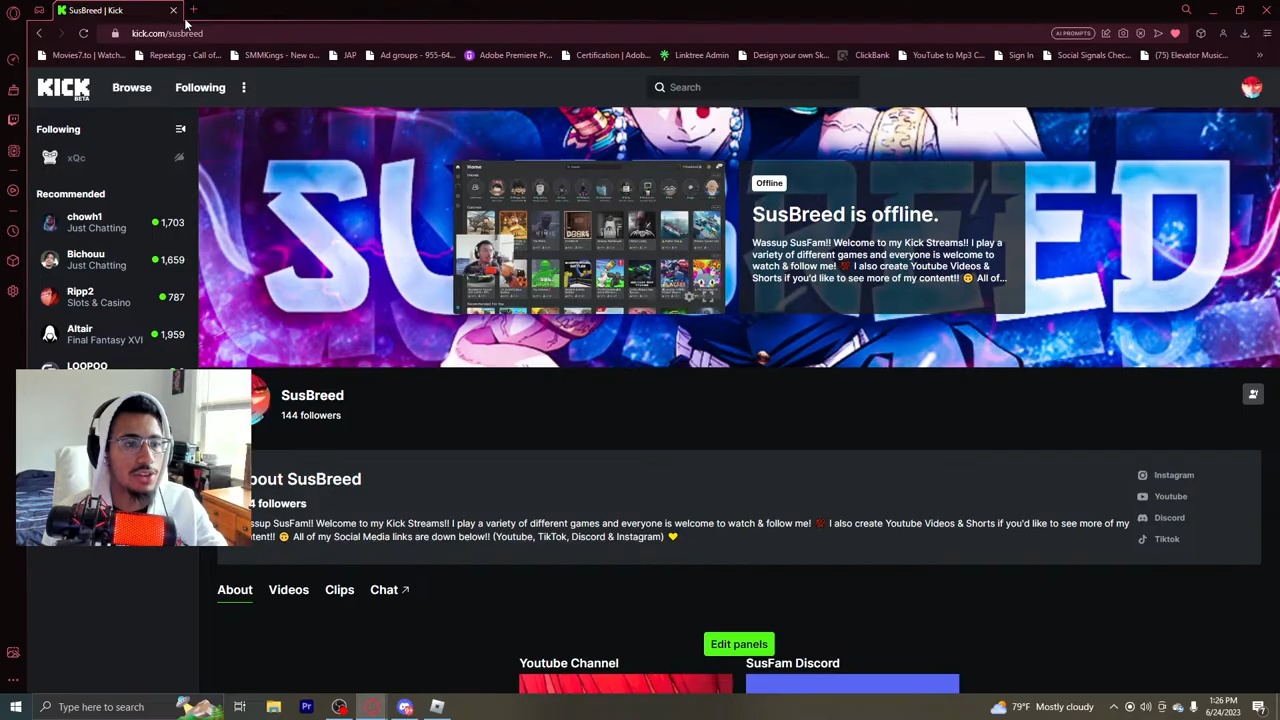 SusBreed | Kick
kick.com/susbreed
AI PROMPTS
Movies7.to | Watch...
Repeat.gg - Call of...
SMMKings - New o...
JAP
Ad groups - 955-64...
Adobe Premiere Pro...
Certification | Adob...
Linktree Admin
Design your own Sk...
ClickBank
YouTube to Mp3 C...
Sign In
Social Signals Chec...
(75) Elevator Music...
KICK
BETA
Browse
Following
Search
Following
xQc
Recommended
chowh1
Just Chatting
1,703
Bichouu
Just Chatting
1,659
Ripp2
Slots & Casino
787
Altair
Final Fantasy XVI
1,959
LOOPOO
Home
DOORS
Offline
SusBreed is offline.
Wassup SusFam!! Welcome to my Kick Streams!! I play a
variety of different games and everyone is welcome to
watch & follow me! 💯 I also create Youtube Videos &
Shorts if you'd like to see more of my content!! 🙃 All of...
SusBreed
144 followers
bout SusBreed
4 followers
ssup SusFam!! Welcome to my Kick Streams!! I play a variety of different games and everyone is welcome to watch & follow me! 💯 I also create Youtube Videos & Shorts if you'd like to see more of my
tent!! 🙃 All of my Social Media links are down below!! (Youtube, TikTok, Discord & Instagram) 💛
Instagram
Youtube
Discord
Tiktok
About
Videos
Clips
Chat
Edit panels
Youtube Channel
SusFam Discord
Type here to search
Pr
79°F Mostly cloudy
1:26 PM
6/24/2023